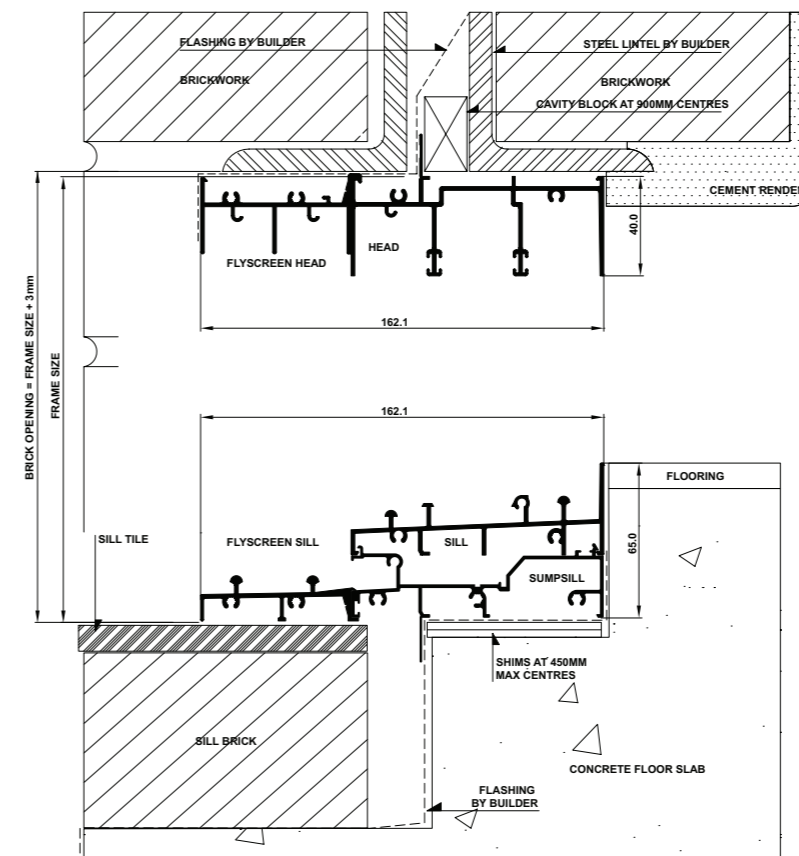 FLASHING BY BUILDER
STEEL LINTEL BY BUILDER
BRICKWORK
BRICKWORK
CAVITY BLOCK AT 900MM CENTRES
CEMENT RENDER
40.0
HEAD
FLYSCREEN HEAD
162.1
BRICK OPENING = FRAME SIZE + 3mm
FRAME SIZE
162.1
FLOORING
SILL TILE
FLYSCREEN SILL
SILL
65.0
SUMPSILL
SHIMS AT 450MM
MAX CENTRES
SILL BRICK
CONCRETE FLOOR SLAB
FLASHING
BY BUILDER